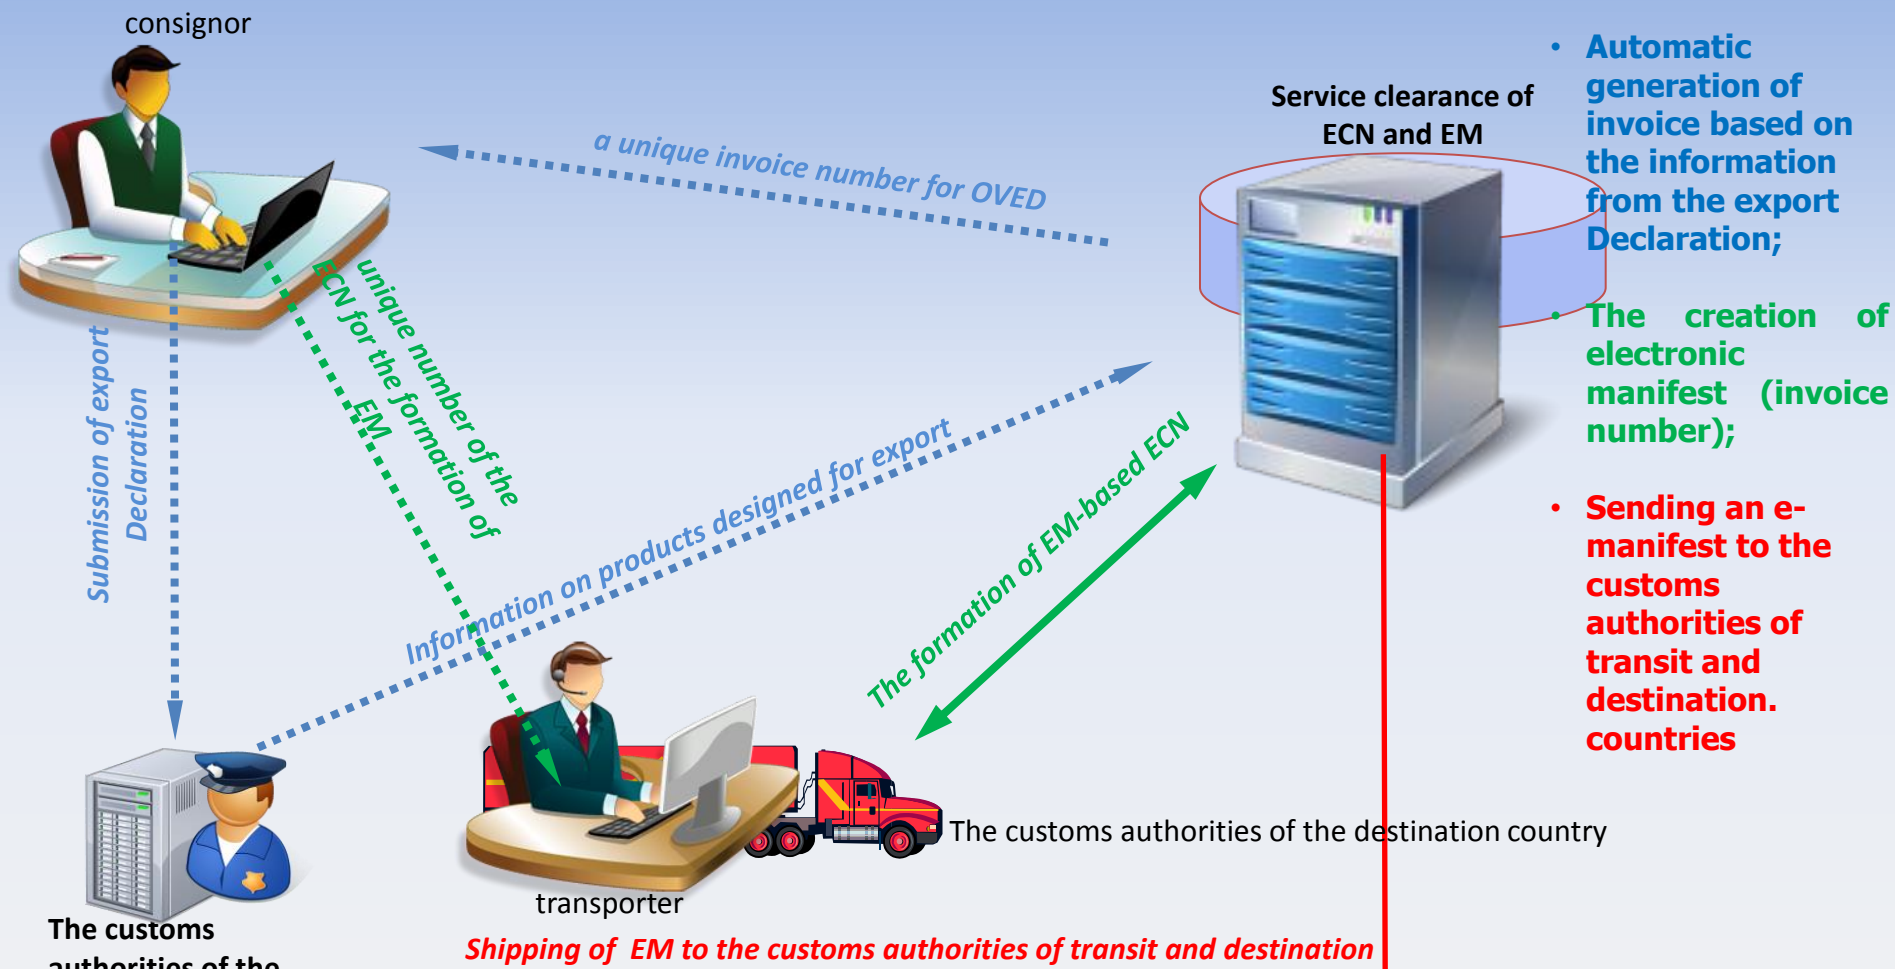 consignor
Service clearance of
ECN and EM
a unique invoice number for OVED
• Automatic
generation of
invoice based on
the information
from the export
Declaration;
• The creation of
electronic
manifest (invoice
number);
• Sending an e-
manifest to the
customs
authorities of
transit and
destination.
countries
Submission of export
Declaration
unique number of the
ECN for the formation of
EM
Information on products designed for export
The formation of EM-based ECN
The customs authorities of the destination country
transporter
The customs
authorities of the
Shipping of EM to the customs authorities of transit and destination